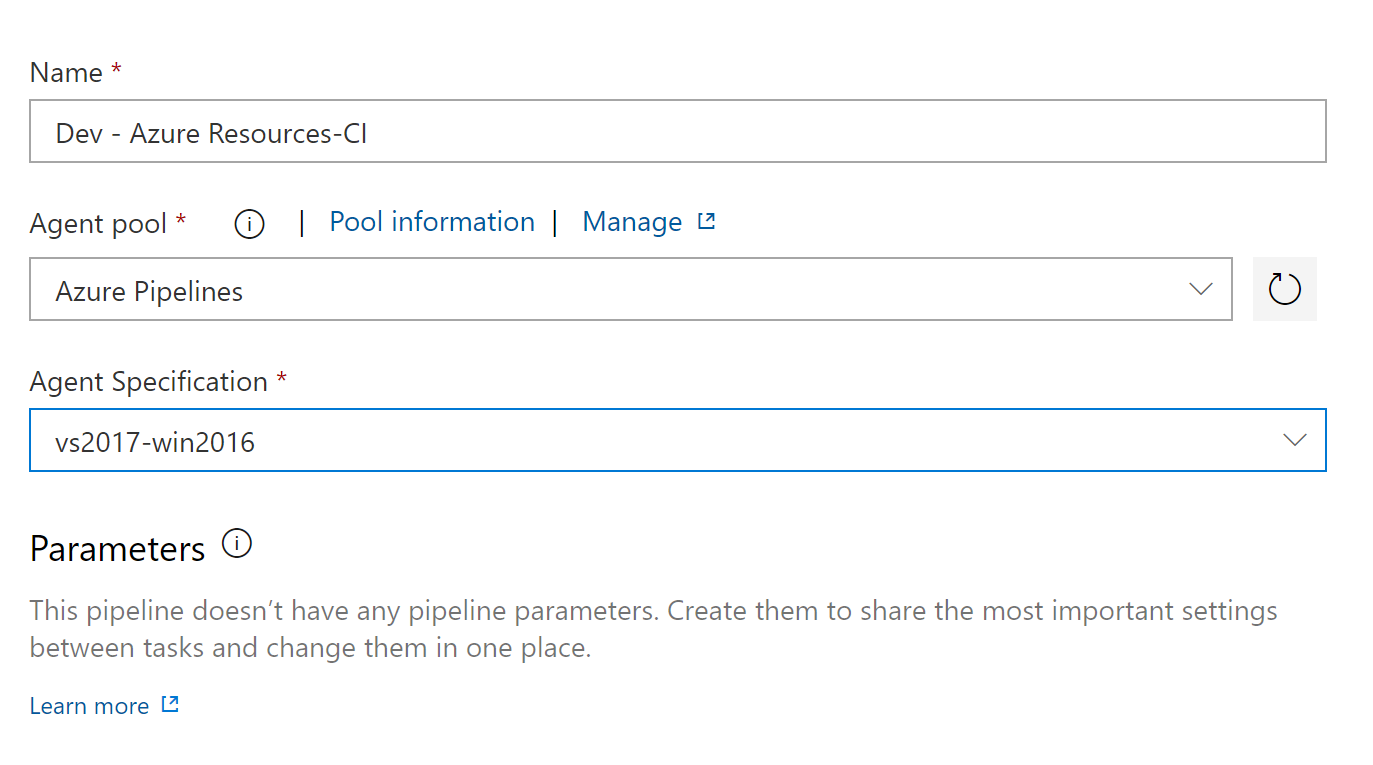 Name *
Dev - Azure Resources-CI
Agent pool * | Pool information | Manage
Azure Pipelines
Agent Specification *
vs2017-win2016
Parameters
This pipeline doesn’t have any pipeline parameters. Create them to share the most important settings
between tasks and change them in one place.
Learn more